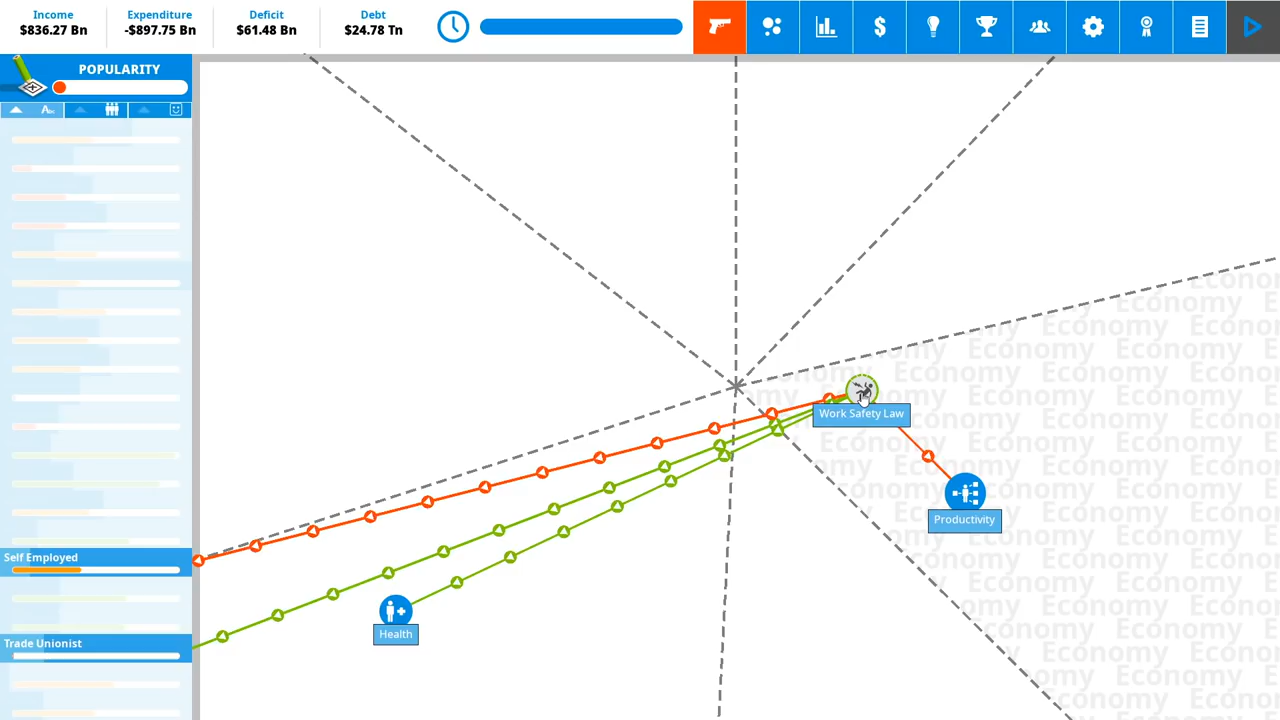 Income
$836.27 Bn
Expenditure
-$897.75 Bn
Deficit
$61.48 Bn
Debt
$24.78 Tn
POPULARITY
Abc
Economy Economy Economy
Work Safety Law
Productivity
Self Employed
Health
Trade Unionist